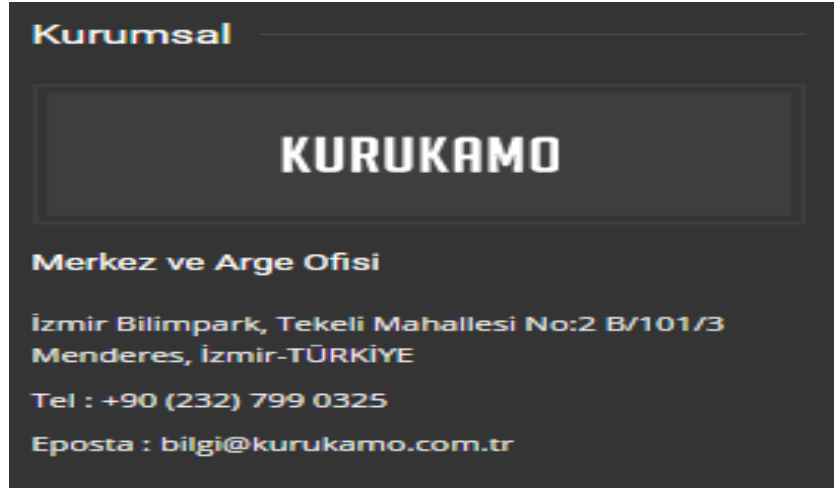 Kurumsal
KURUKAMO
Merkez ve Arge Ofisi
İzmir Bilimpark, Tekeli Mahallesi No:2 B/101/3
Menderes, İzmir-TÜRKİYE
Tel : +90 (232) 799 0325
Eposta : bilgi@kurukamo.com.tr